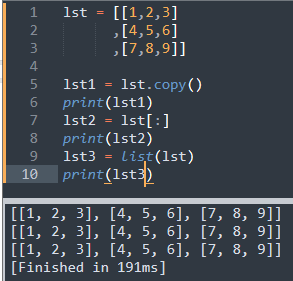 1 lst = [[1,2,3]
2 ,[4,5,6]
3 ,[7,8,9]]
4
5 lst1 = lst.copy()
6 print(lst1)
7 lst2 = lst[:]
8 print(lst2)
9 lst3 = list(lst)
10 print(lst3)
[[1, 2, 3], [4, 5, 6], [7, 8, 9]]
[[1, 2, 3], [4, 5, 6], [7, 8, 9]]
[[1, 2, 3], [4, 5, 6], [7, 8, 9]]
[Finished in 191ms]